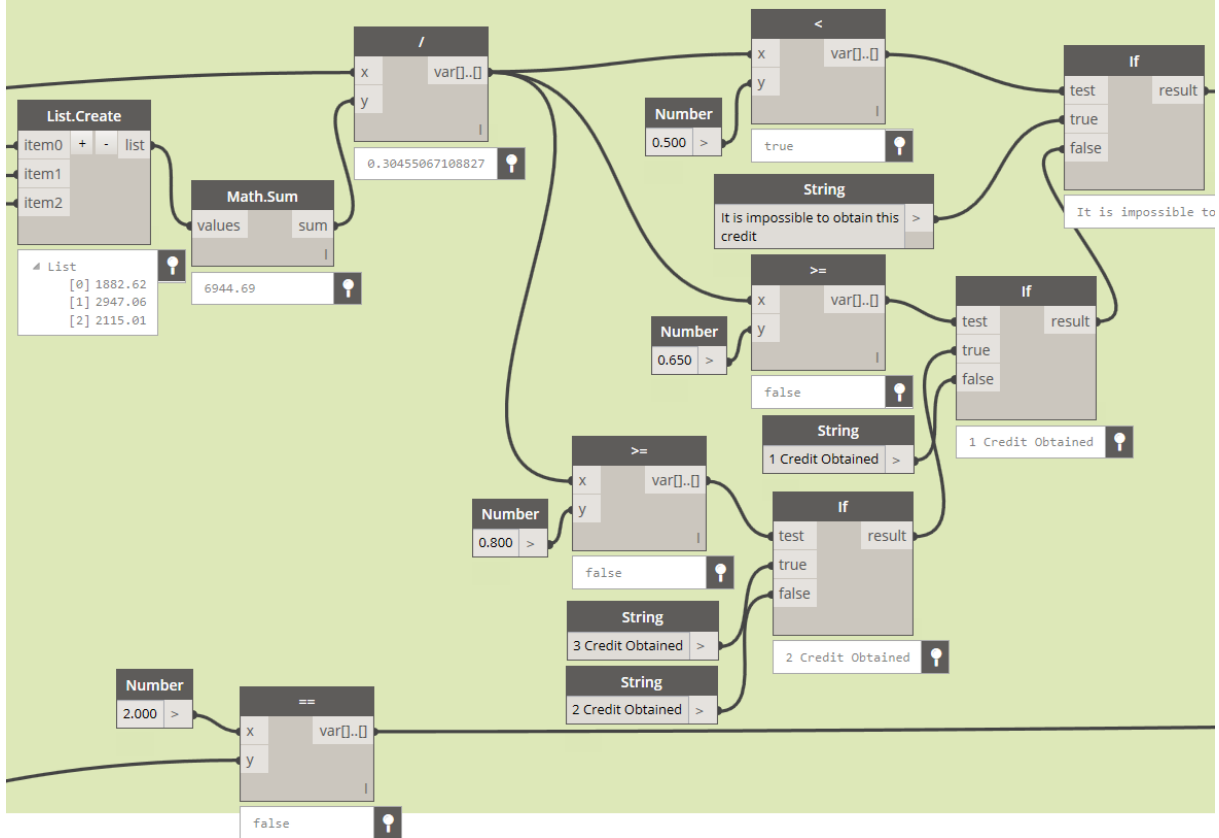 /
x
var[]..[]
y
l
0.30455067108827
List.Create
item0
+
-
list
item1
item2
List
[0] 1882.62
[1] 2947.06
[2] 2115.01
Math.Sum
values
sum
l
6944.69
<
x
var[]..[]
y
l
true
Number
0.500
>
String
It is impossible to obtain this
credit
>
If
test
result
true
false
It is impossible to
>=
x
var[]..[]
y
l
false
Number
0.650
>
If
test
result
true
false
1 Credit Obtained
String
1 Credit Obtained
>
>=
x
var[]..[]
y
l
false
Number
0.800
>
If
test
result
true
false
2 Credit Obtained
String
3 Credit Obtained
>
String
2 Credit Obtained
>
Number
2.000
>
==
x
var[]..[]
y
l
false